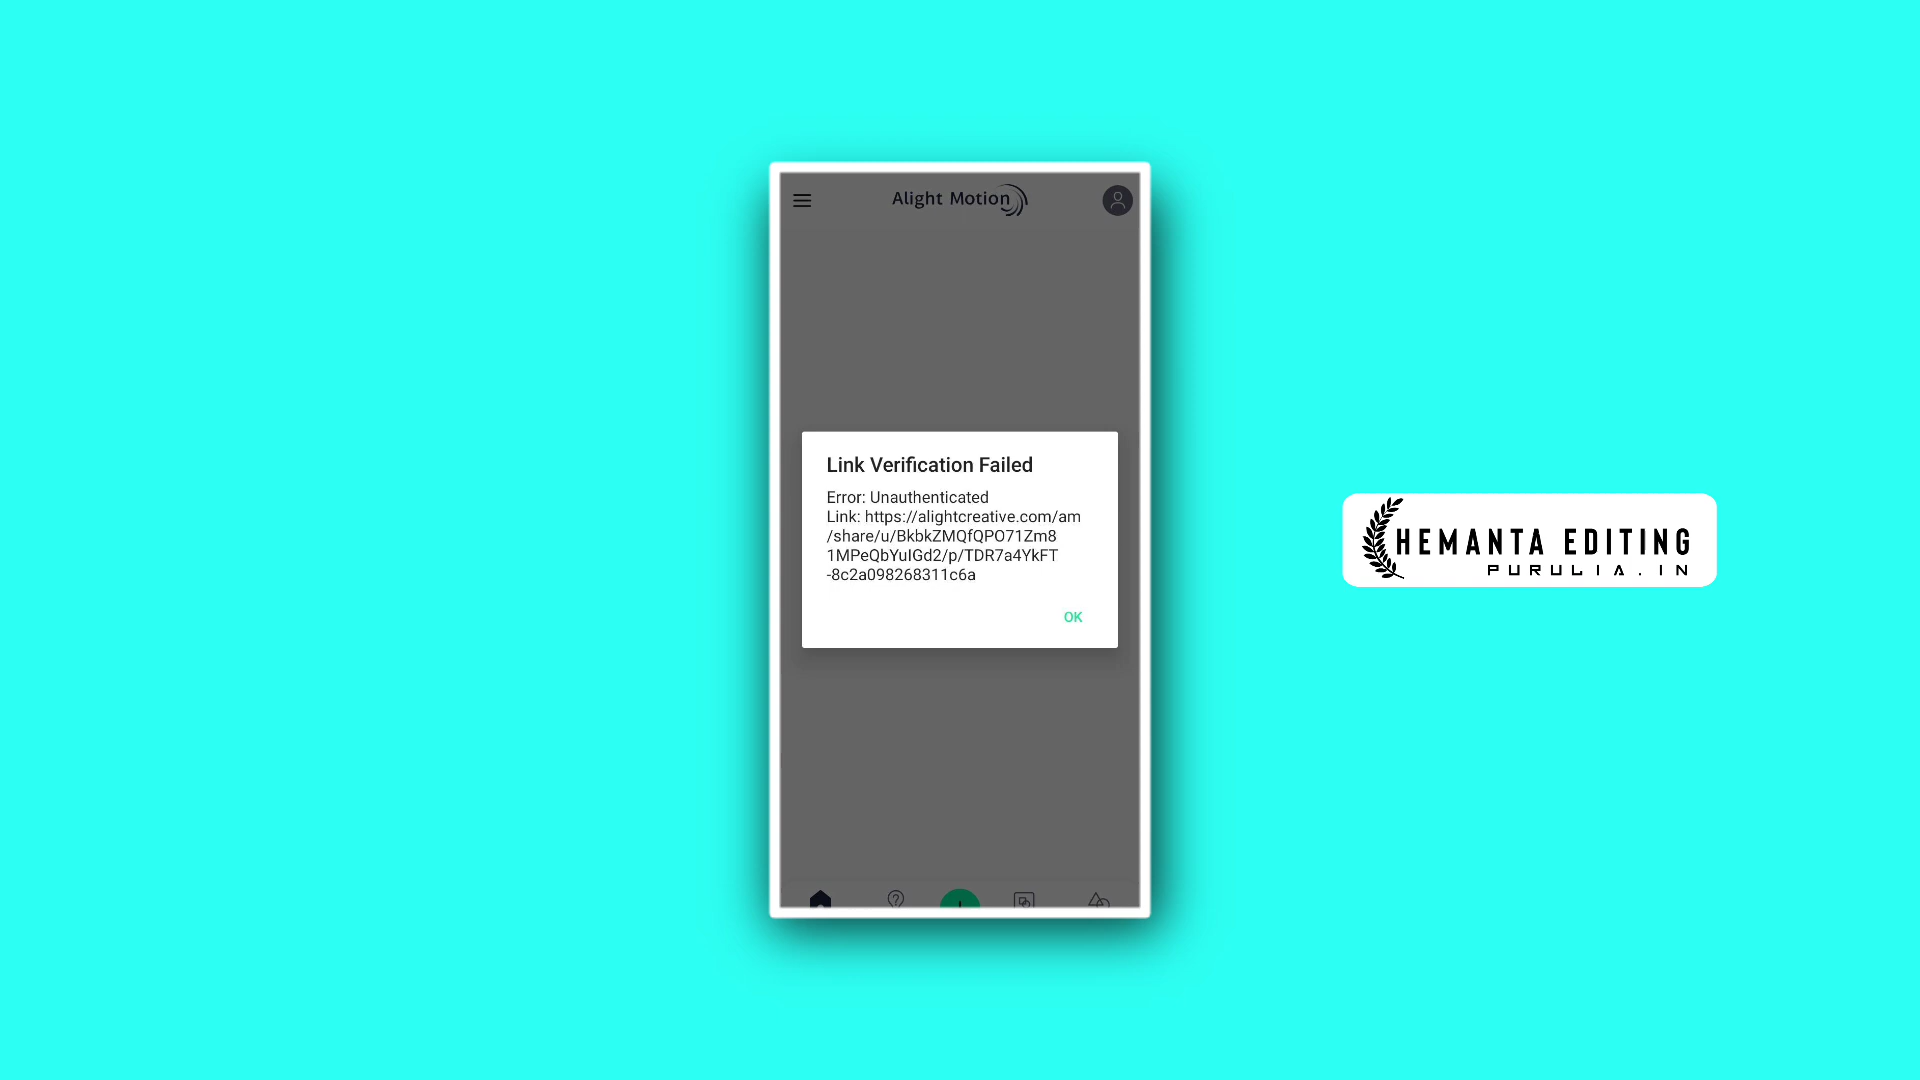 Alight Motion
Link Verification Failed
Error: Unauthenticated
Link: https://alightcreative.com/am
/share/u/BkbkZMQfQPO71Zm8
1MPeQbYuIGd2/p/TDR7a4YkFT
-8c2a098268311c6a
OK
HEMANTA EDITING
PURULIA.IN